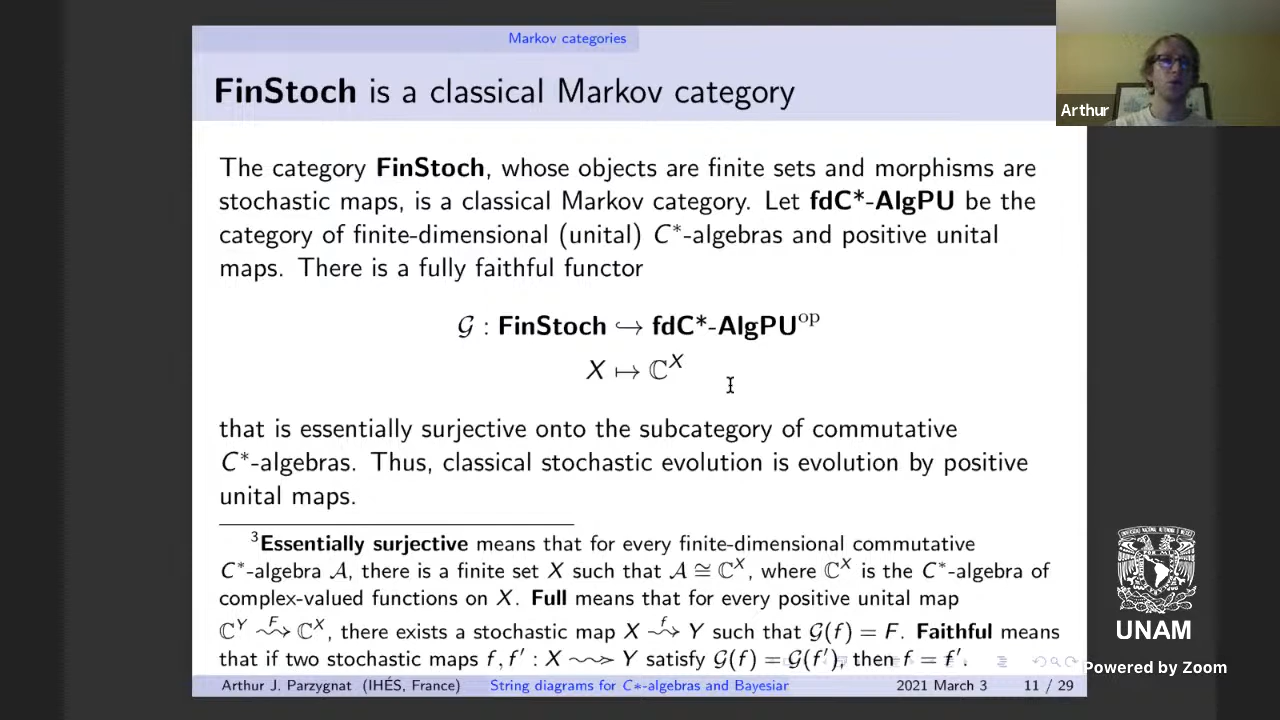 Markov categories
FinStoch is a classical Markov category
Arthur
The category FinStoch, whose objects are finite sets and morphisms are
stochastic maps, is a classical Markov category. Let fdC*-AlgPU be the
category of finite-dimensional (unital) C*-algebras and positive unital
maps. There is a fully faithful functor
𝒢 : FinStoch ↪ fdC*-AlgPU^op
X ↦ ℂ^X
that is essentially surjective onto the subcategory of commutative
C*-algebras. Thus, classical stochastic evolution is evolution by positive
unital maps.
³Essentially surjective means that for every finite-dimensional commutative
C*-algebra 𝒜, there is a finite set X such that 𝒜 ≅ ℂ^X, where ℂ^X is the C*-algebra of
complex-valued functions on X. Full means that for every positive unital map
ℂ^Y ⇝^F ℂ^X, there exists a stochastic map X ⇝^f Y such that 𝒢(f) = F. Faithful means
that if two stochastic maps f, f′ : X ⇝ Y satisfy 𝒢(f) = 𝒢(f′), then f = f′.
Arthur J. Parzygnat (IHÉS, France) String diagrams for C*-algebras and Bayesiar 2021 March 3 11 / 29
UNAM
Powered by Zoom